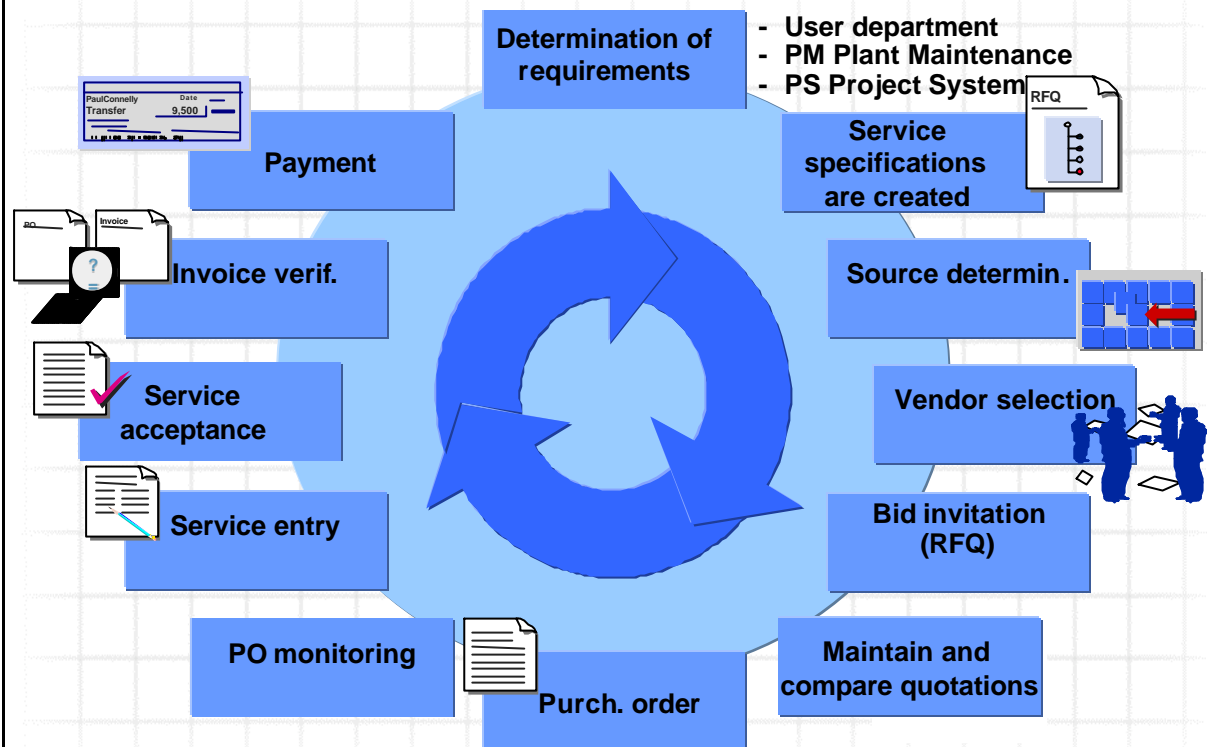 Determination of
requirements
- User department
- PM Plant Maintenance
- PS Project System
RFQ
Service
specifications
are created
Source determin.
Vendor selection
Bid invitation
(RFQ)
Maintain and
compare quotations
Purch. order
PO monitoring
Service entry
Service
acceptance
Invoice verif.
PO
Invoice
?
=
Payment
PaulConnelly
Date
Transfer
9,500